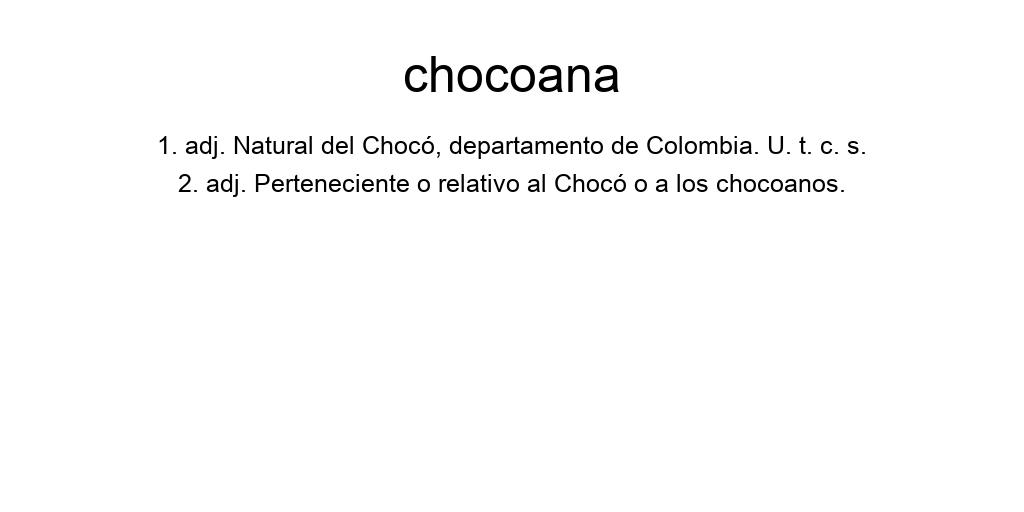 chocoana
1. adj. Natural del Chocó, departamento de Colombia. U. t. c. s.
2. adj. Perteneciente o relativo al Chocó o a los chocoanos.